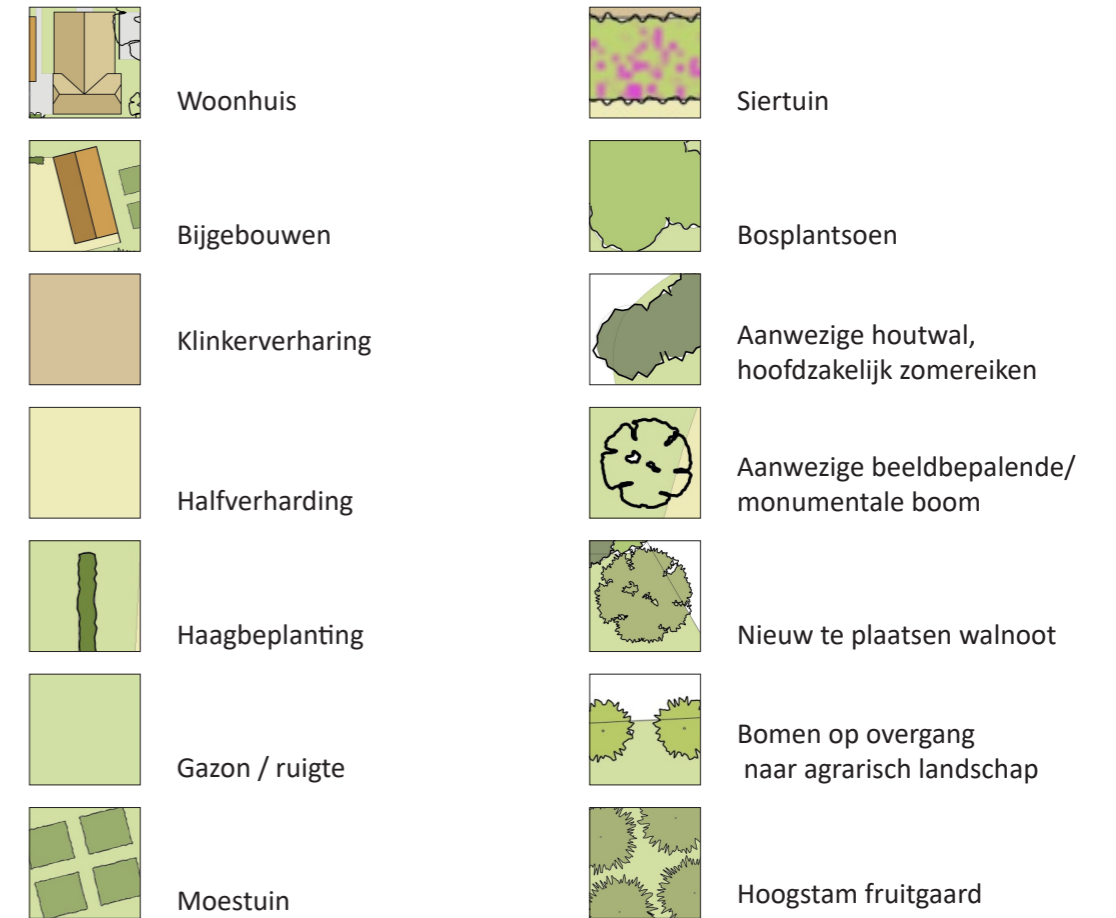 Woonhuis
Bijgebouwen
Klinkerverharing
Halfverharding
Haagbeplanting
Gazon / ruigte
Moestuin
Siertuin
Bosplantsoen
Aanwezige houtwal,
hoofdzakelijk zomereiken
Aanwezige beeldbepalende/
monumentale boom
Nieuw te plaatsen walnoot
Bomen op overgang
naar agrarisch landschap
Hoogstam fruitgaard